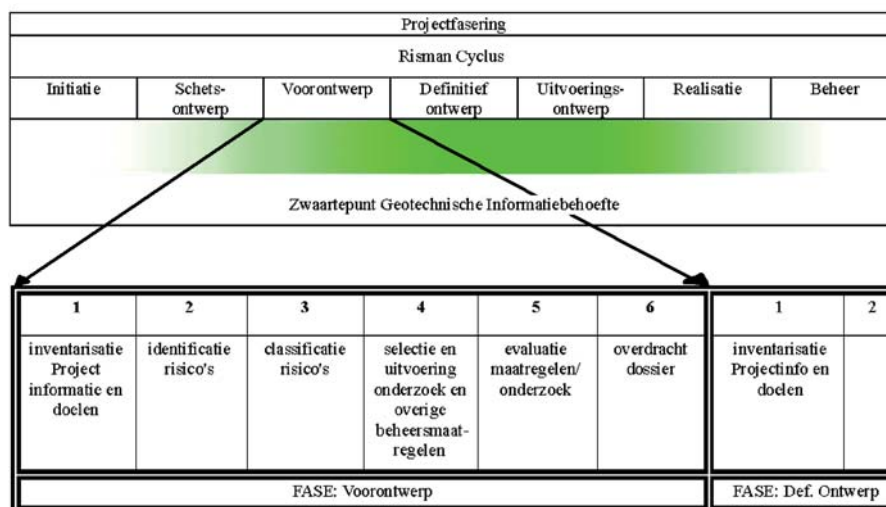 Projectfasering
Risman Cyclus
Initiatie
Schets-
ontwerp
Voorontwerp
Definitief
ontwerp
Uitvoerings-
ontwerp
Realisatie
Beheer
Zwaartepunt Geotechnische Informatiebehoefte
1
inventarisatie
Project
informatie en
doelen
2
identificatie
risico's
3
classificatie
risico's
4
selectie en
uitvoering
onderzoek en
overige
beheersmaat-
regelen
5
evaluatie
maatregelen/
onderzoek
6
overdracht
dossier
1
inventarisatie
Projectinfo en
doelen
2
FASE: Voorontwerp
FASE: Def. Ontwerp